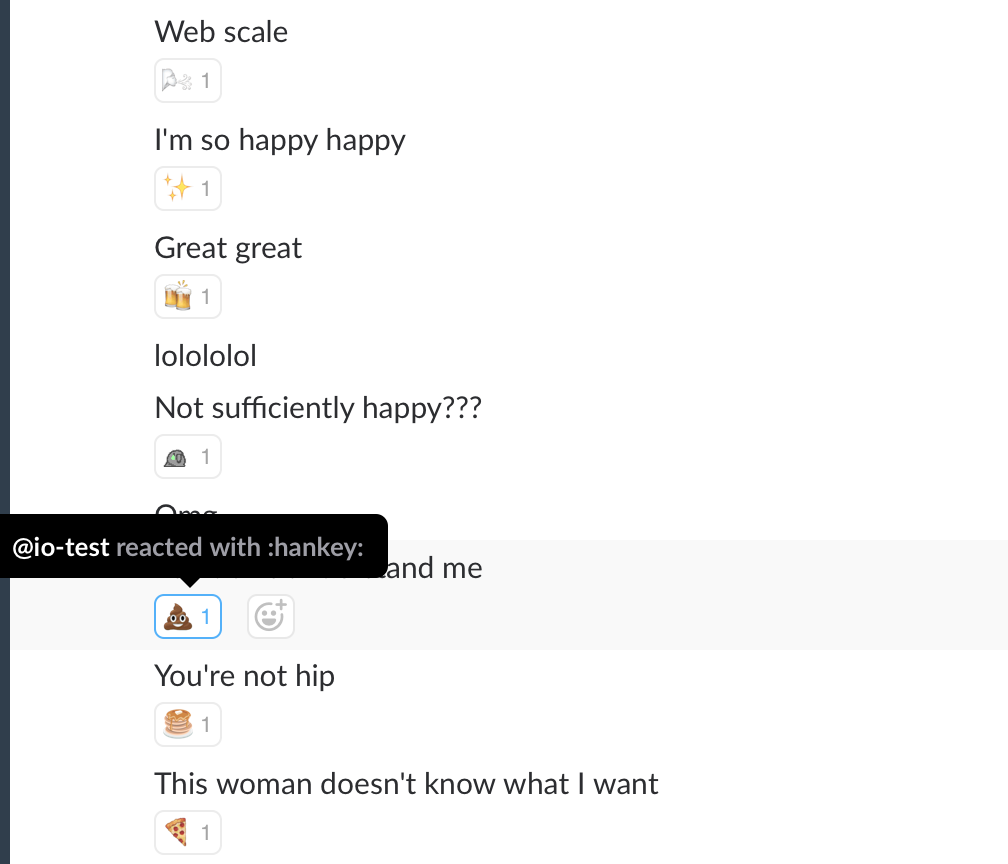 Web scale
1
I'm so happy happy
1
Great great
1
lolololol
Not sufficiently happy???
1
Omg
@io-test reacted with :hankey:
and me
1
You're not hip
1
This woman doesn't know what I want
1